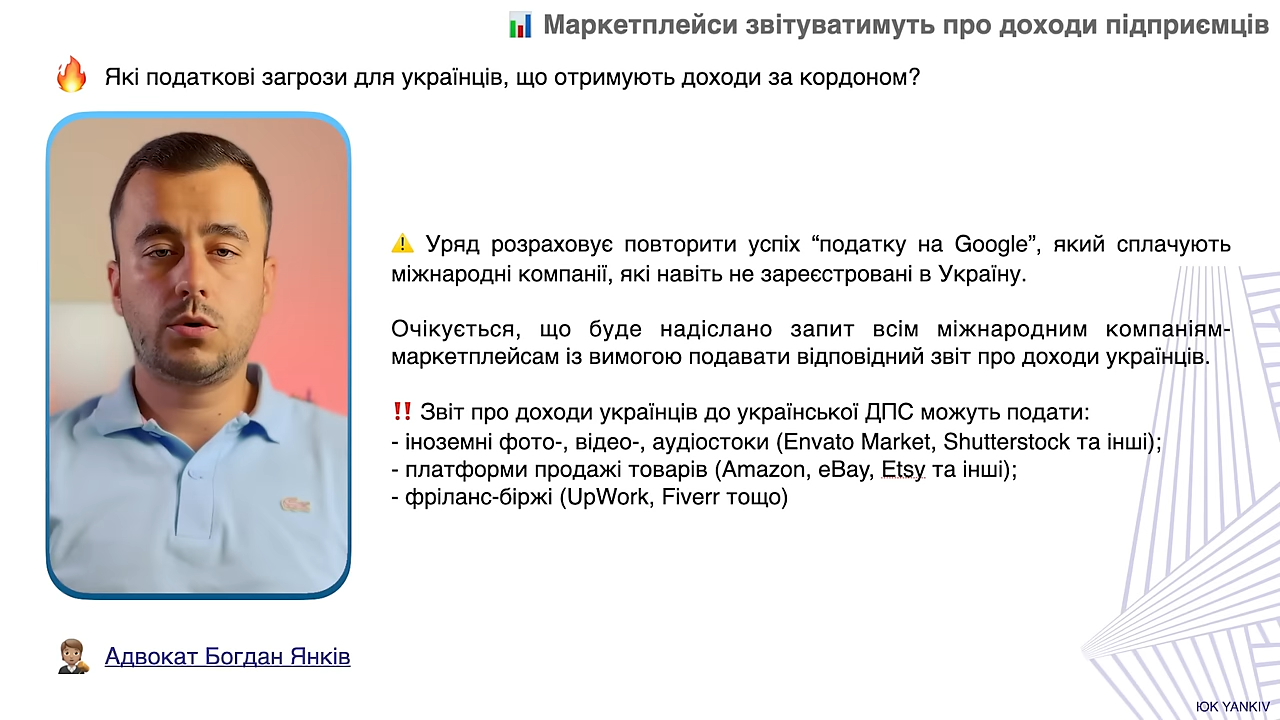 📊 Маркетплейси звітуватимуть про доходи підприємців
🔥 Які податкові загрози для українців, що отримують доходи за кордоном?
⚠️ Уряд розраховує повторити успіх “податку на Google”, який сплачують
міжнародні компанії, які навіть не зареєстровані в Україну.
Очікується, що буде надіслано запит всім міжнародним компаніям-
маркетплейсам із вимогою подавати відповідний звіт про доходи українців.
‼️ Звіт про доходи українців до української ДПС можуть подати:
- іноземні фото-, відео-, аудіостоки (Envato Market, Shutterstock та інші);
- платформи продажі товарів (Amazon, eBay, Etsy та інші);
- фріланс-біржі (UpWork, Fiverr тощо)
Адвокат Богдан Янків
ЮК YANKIV